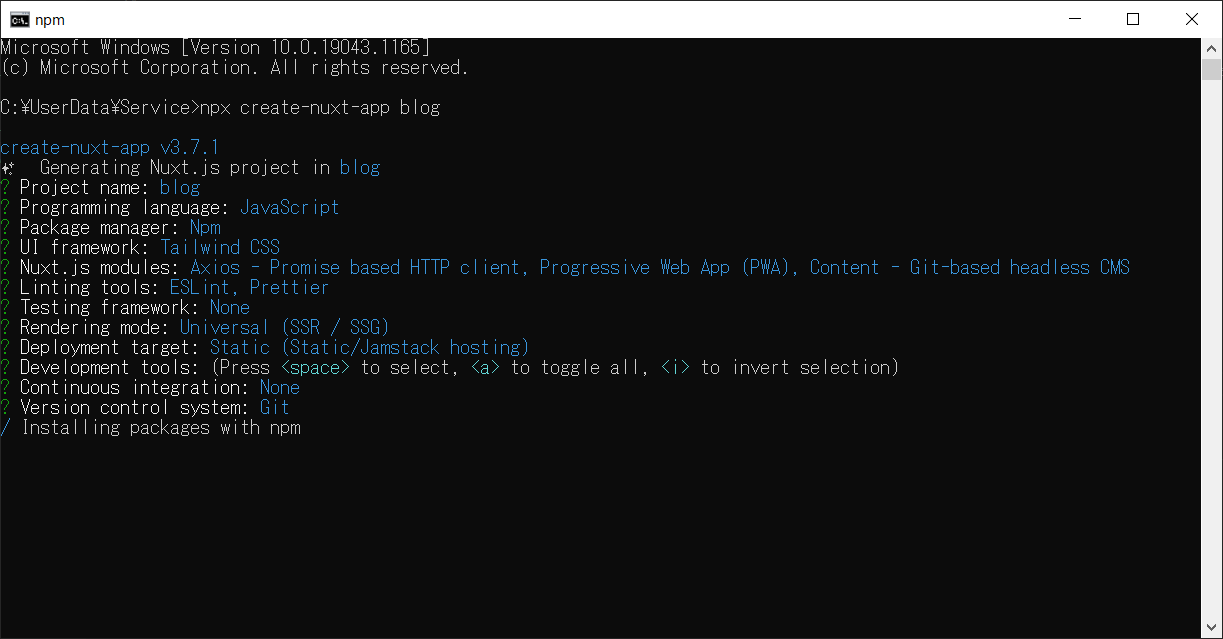 npm
Microsoft Windows [Version 10.0.19043.1165]
(c) Microsoft Corporation. All rights reserved.
C:¥UserData¥Service>npx create-nuxt-app blog
create-nuxt-app v3.7.1
✨  Generating Nuxt.js project in blog
? Project name: blog
? Programming language: JavaScript
? Package manager: Npm
? UI framework: Tailwind CSS
? Nuxt.js modules: Axios - Promise based HTTP client, Progressive Web App (PWA), Content - Git-based headless CMS
? Linting tools: ESLint, Prettier
? Testing framework: None
? Rendering mode: Universal (SSR / SSG)
? Deployment target: Static (Static/Jamstack hosting)
? Development tools: (Press <space> to select, <a> to toggle all, <i> to invert selection)
? Continuous integration: None
? Version control system: Git
/ Installing packages with npm